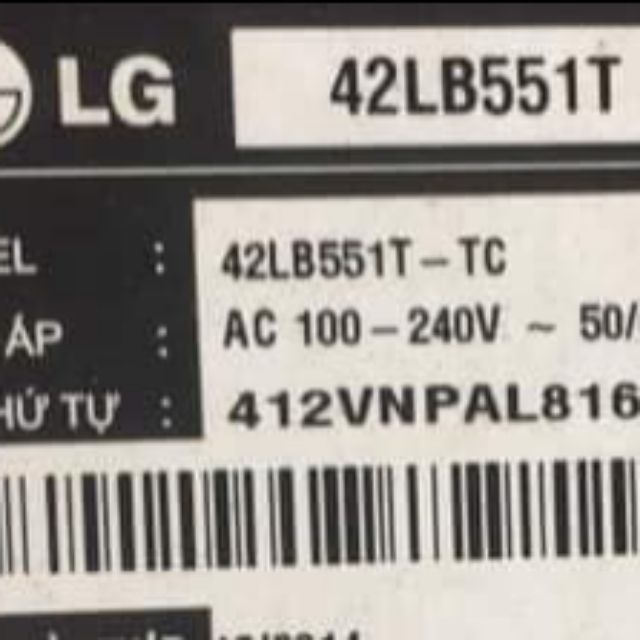 LG 42LB551T
EL : 42LB551T-TC
ÁP : AC 100-240V ~ 50/
HỨ TỰ : 412VNPAL816